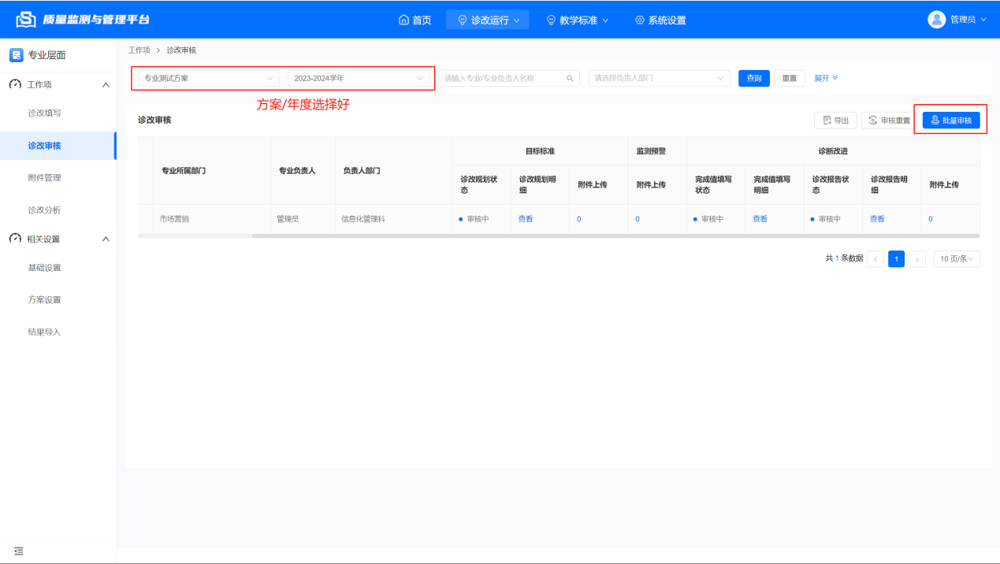 质量监测与管理平台
首页
诊改运行
教学标准
系统设置
管理员
专业层面
工作项 > 诊改审核
工作项
诊改填写
诊改审核
附件管理
诊改分析
相关设置
基础设置
方案设置
结果导入
专业测试方案
2023-2024学年
请输入专业/专业负责人名称
请选择负责人部门
查询
重置
展开
方案/年度选择好
诊改审核
导出
审核重置
批量审核
专业所属部门
专业负责人
负责人部门
目标标准
监测预警
诊断改进
诊改规划状
态
诊改规划明
细
附件上传
附件上传
完成值填写
状态
完成值填写
明细
诊改报告状
态
诊改报告明
细
附件上传
市场营销
管理员
信息化管理科
审核中
查看
0
0
审核中
查看
审核中
查看
0
共 1 条数据
<
1
>
10 页/条